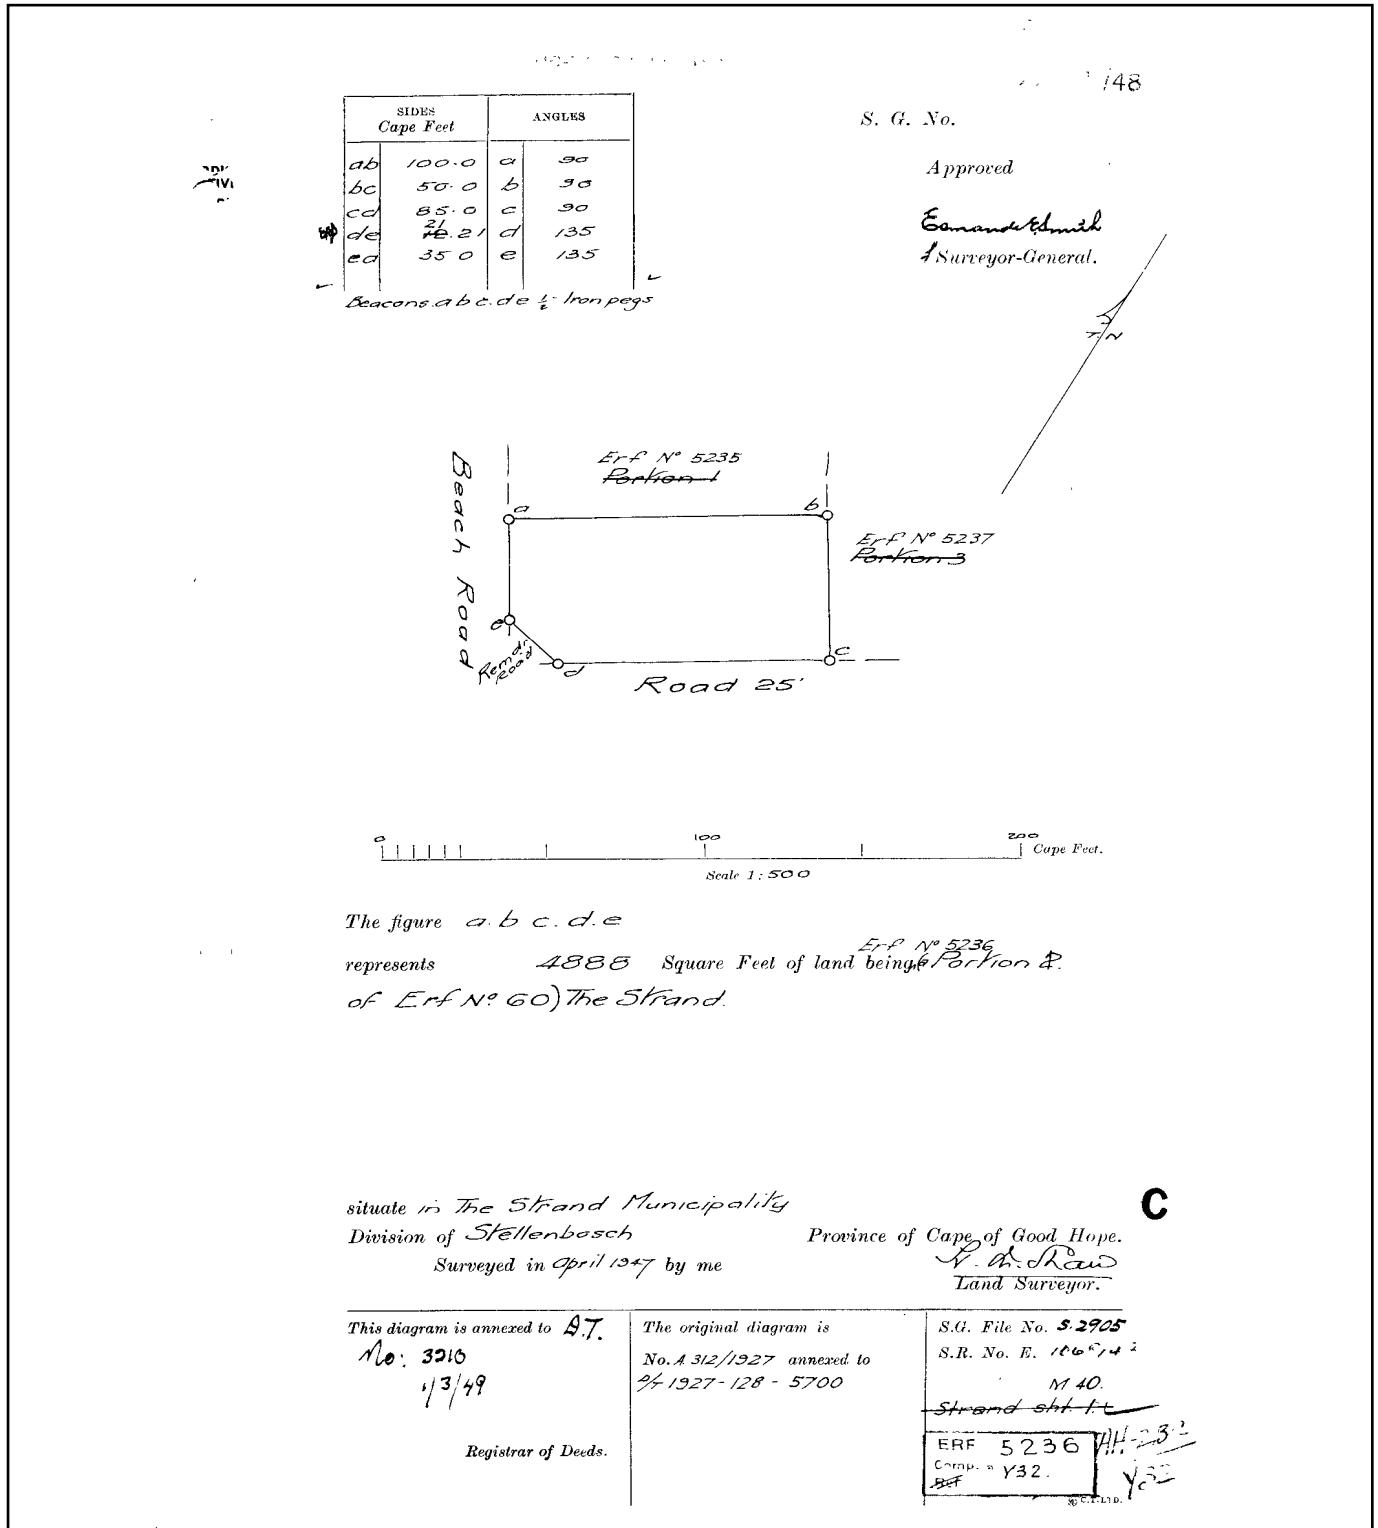 148
SIDES
Cape Feet
ANGLES
ab 100.0 a 90
bc 50.0 b 90
cd 85.0 c 90
21
de 12.21 d 135
ea 35 0 e 135
Beacons. a b c. d e ½" Iron pegs
S. G. No.
Approved
Surveyor-General.
T. N
Erf Nº 5235
Portion 1
a
b
Beach Road
Erf Nº 5237
Portion 3
e
Remdr.
Road
d
c
Road 25'
0 100 200
Cape Feet.
Scale 1:500
The figure a. b c. d. e
Erf Nº 5236
represents 4888 Square Feet of land being (Portion 2.
of Erf Nº 60) The Strand.
situate in The Strand Municipality
C
Division of Stellenbosch Province of Cape of Good Hope.
Surveyed in April 1947 by me
Land Surveyor.
This diagram is annexed to D.T.
No: 3210
1/3/49
Registrar of Deeds.
The original diagram is
No. A 312/1927 annexed to
D/T 1927-128-5700
S.G. File No. S.2905
S.R. No. E.
M 40.
Strand sht. 1.
ERF 5236
Comp. Y32.
Ref
C.T.LTD.